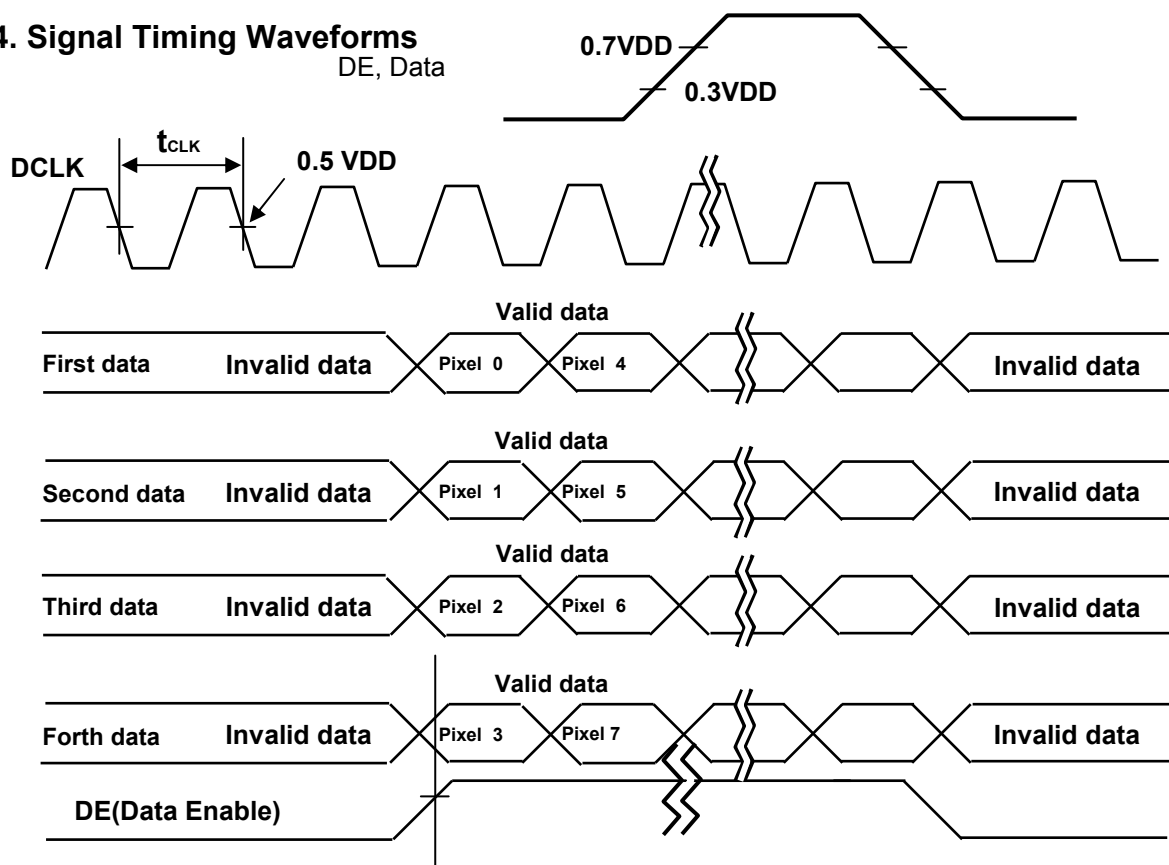 4. Signal Timing Waveforms
DE, Data
0.7VDD
0.3VDD
DCLK
tCLK
0.5 VDD
Valid data
First data Invalid data Pixel 0 Pixel 4 Invalid data
Valid data
Second data Invalid data Pixel 1 Pixel 5 Invalid data
Valid data
Third data Invalid data Pixel 2 Pixel 6 Invalid data
Valid data
Forth data Invalid data Pixel 3 Pixel 7 Invalid data
DE(Data Enable)